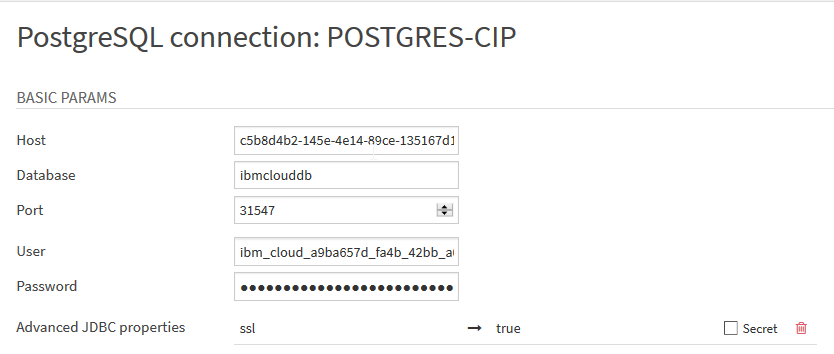 PostgreSQL connection: POSTGRES-CIP
BASIC PARAMS
Host c5b8d4b2-145e-4e14-89ce-135167d1
Database ibmclouddb
Port 31547
User ibm_cloud_a9ba657d_fa4b_42bb_a
Password ●●●●●●●●●●●●●●●●●●●●●●●●●
Advanced JDBC properties ssl → true Secret